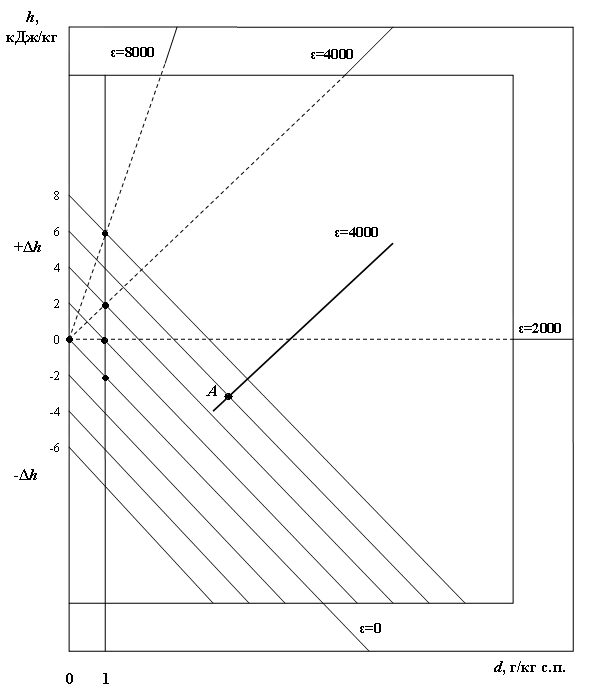 h,
кДж/кг
ε=8000
ε=4000
8
6
+Δh
4
2
0
-2
-4
-6
-Δh
ε=4000
ε=2000
A
ε=0
d, г/кг с.п.
0 1